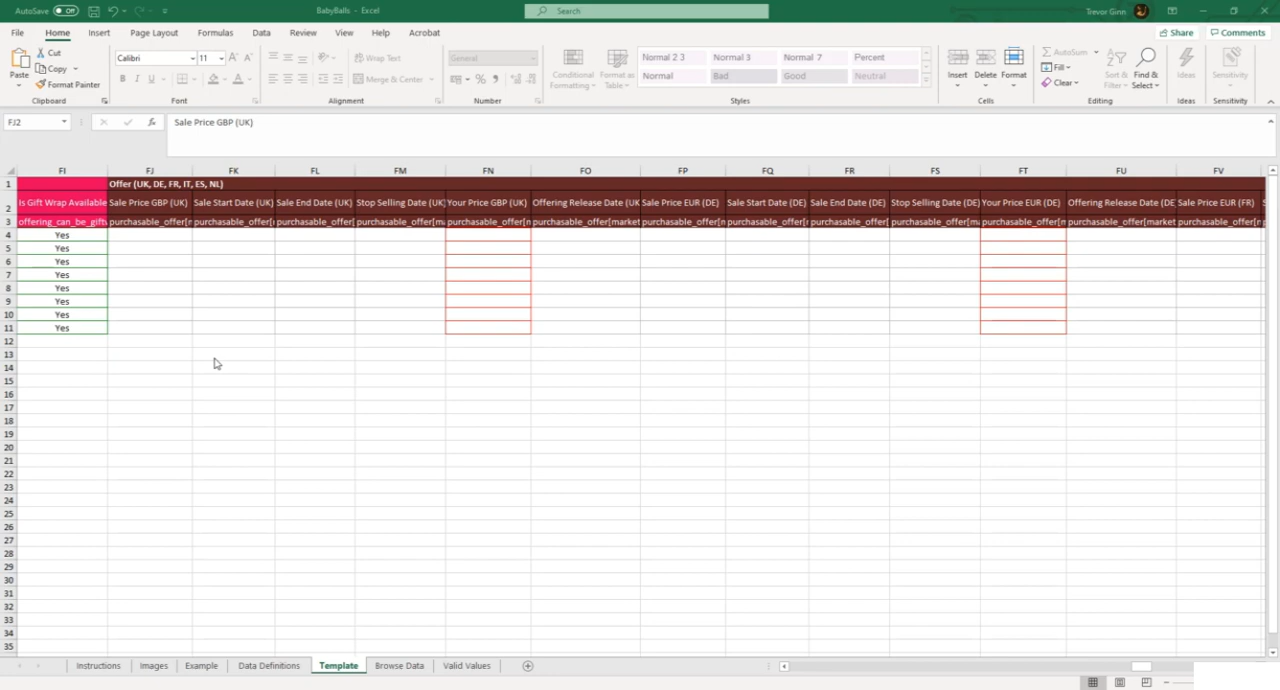 AutoSave Off BabyBalls - Excel Search Trevor Ginn
File Home Insert Page Layout Formulas Data Review View Help Acrobat Share Comments
Paste Cut Copy Format Painter Calibri 11 B I U Wrap Text Merge & Center General Conditional Formatting Format as Table Normal 2 3 Normal 3 Normal 7 Percent
Normal Bad Good Neutral Insert Delete Format AutoSum Fill Clear Sort & Filter Find & Select Ideas Sensitivity
Clipboard Font Alignment Number Styles Cells Editing Ideas Sensitivity
FJ2 fx Sale Price GBP (UK)
FI FJ FK FL FM FN FO FP FQ FR FS FT FU FV
1 Offer (UK, DE, FR, IT, ES, NL)
2 Is Gift Wrap Available Sale Price GBP (UK) Sale Start Date (UK) Sale End Date (UK) Stop Selling Date (UK) Your Price GBP (UK) Offering Release Date (UK Sale Price EUR (DE) Sale Start Date (DE) Sale End Date (DE) Stop Selling Date (DE) Your Price EUR (DE) Offering Release Date (DE Sale Price EUR (FR)
3 offering_can_be_gift purchasable_offer[m purchasable_offer[ purchasable_offer[ purchasable_offer[ma purchasable_offer[n purchasable_offer[market purchasable_offer[m purchasable_offer[ purchasable_offer[ purchasable_offer[ma purchasable_offer[m purchasable_offer[market purchasable_offer[
4 Yes
5 Yes
6 Yes
7 Yes
8 Yes
9 Yes
10 Yes
11 Yes
12
13
14
15
16
17
18
19
20
21
22
23
24
25
26
27
28
29
30
31
32
33
34
35
Instructions Images Example Data Definitions Template Browse Data Valid Values